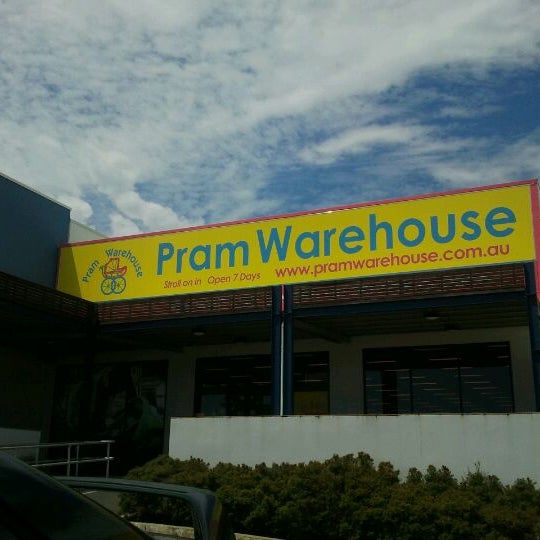 Pram Warehouse
Pram Warehouse
Stroll on in Open 7 Days www.pramwarehouse.com.au